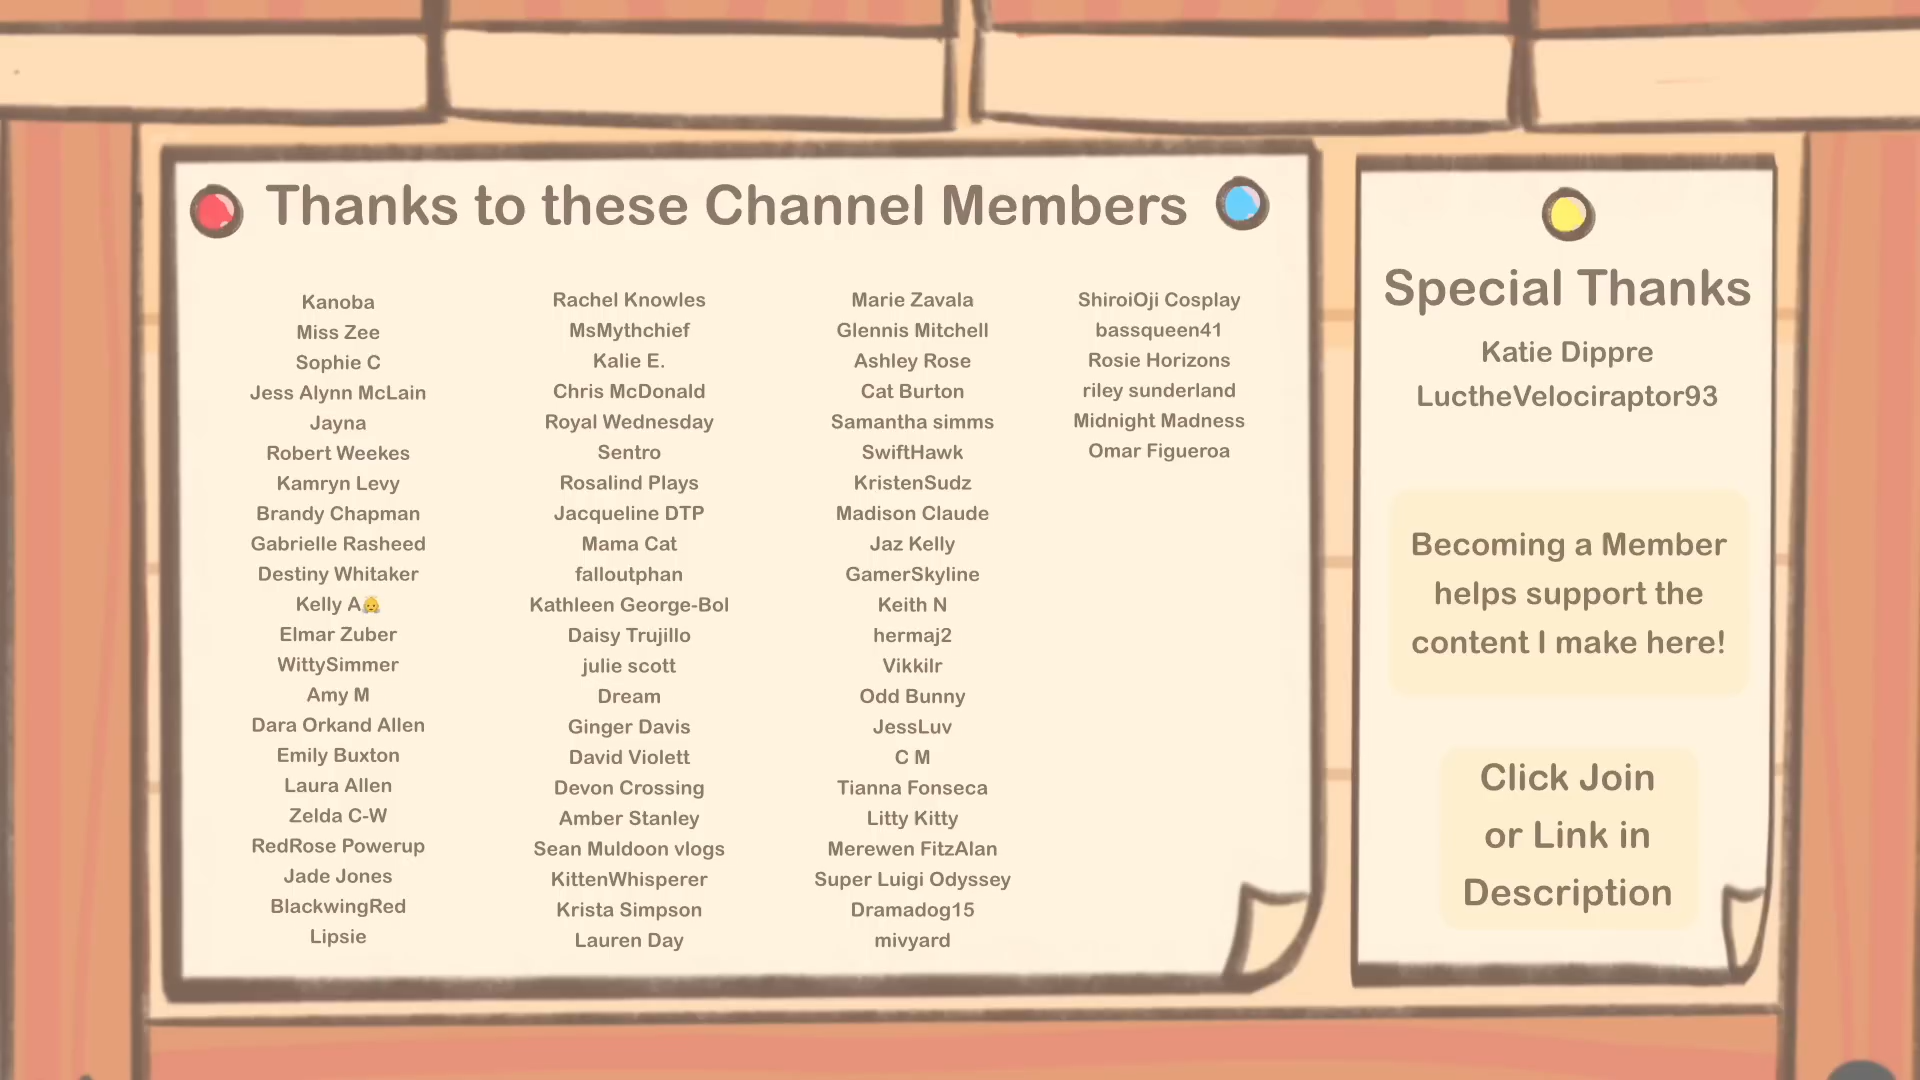 Thanks to these Channel Members
Kanoba
Miss Zee
Sophie C
Jess Alynn McLain
Jayna
Robert Weekes
Kamryn Levy
Brandy Chapman
Gabrielle Rasheed
Destiny Whitaker
Kelly A👸
Elmar Zuber
WittySimmer
Amy M
Dara Orkand Allen
Emily Buxton
Laura Allen
Zelda C-W
RedRose Powerup
Jade Jones
BlackwingRed
Lipsie
Rachel Knowles
MsMythchief
Kalie E.
Chris McDonald
Royal Wednesday
Sentro
Rosalind Plays
Jacqueline DTP
Mama Cat
falloutphan
Kathleen George-Bol
Daisy Trujillo
julie scott
Dream
Ginger Davis
David Violett
Devon Crossing
Amber Stanley
Sean Muldoon vlogs
KittenWhisperer
Krista Simpson
Lauren Day
Marie Zavala
Glennis Mitchell
Ashley Rose
Cat Burton
Samantha simms
SwiftHawk
KristenSudz
Madison Claude
Jaz Kelly
GamerSkyline
Keith N
hermaj2
Vikkilr
Odd Bunny
JessLuv
C M
Tianna Fonseca
Litty Kitty
Merewen FitzAlan
Super Luigi Odyssey
Dramadog15
mivyard
ShiroiOji Cosplay
bassqueen41
Rosie Horizons
riley sunderland
Midnight Madness
Omar Figueroa
Special Thanks
Katie Dippre
LuctheVelociraptor93
Becoming a Member
helps support the
content I make here!
Click Join
or Link in
Description